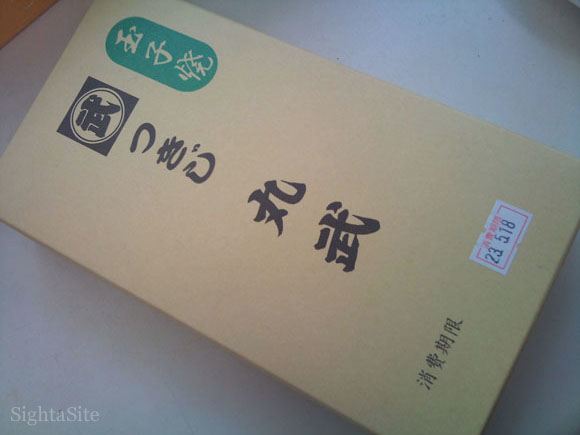 玉子焼
武
つきじ
丸武
消費期限
23.5.18
消費期限
SightaSite